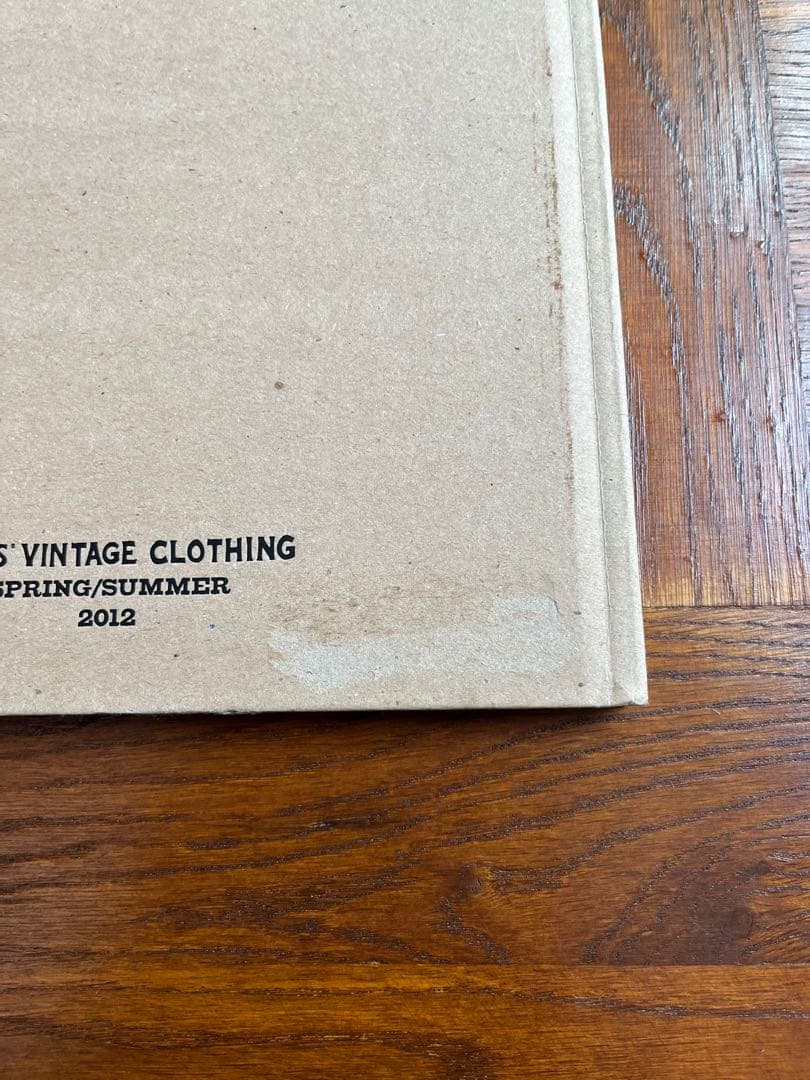 S' VINTAGE CLOTHING
SPRING/SUMMER
2012